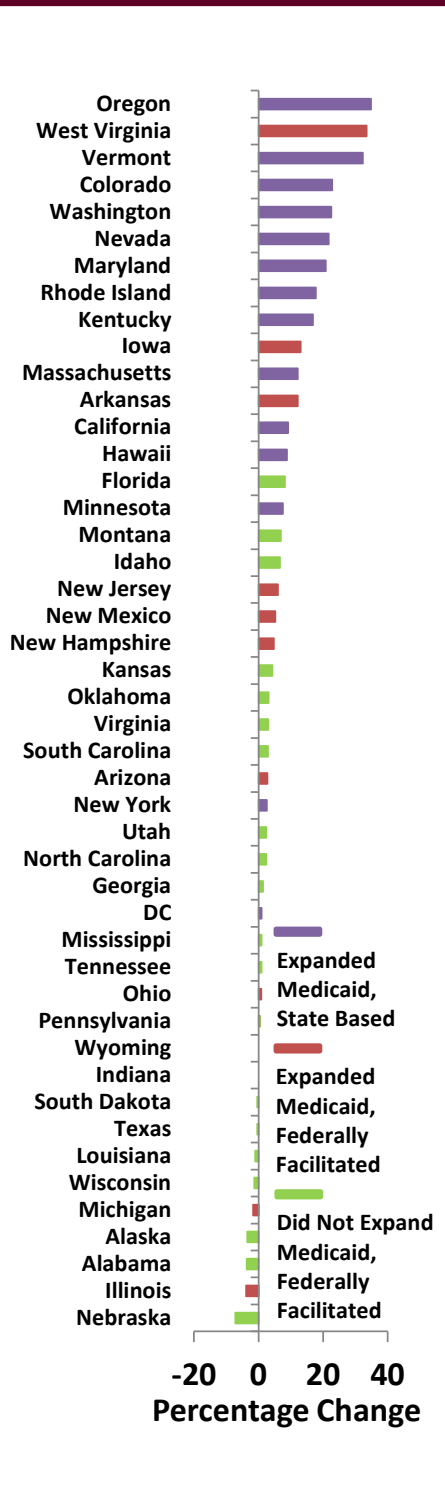 Oregon
West Virginia
Vermont
Colorado
Washington
Nevada
Maryland
Rhode Island
Kentucky
Iowa
Massachusetts
Arkansas
California
Hawaii
Florida
Minnesota
Montana
Idaho
New Jersey
New Mexico
New Hampshire
Kansas
Oklahoma
Virginia
South Carolina
Arizona
New York
Utah
North Carolina
Georgia
DC
Mississippi
Tennessee
Ohio
Pennsylvania
Wyoming
Indiana
South Dakota
Texas
Louisiana
Wisconsin
Michigan
Alaska
Alabama
Illinois
Nebraska
Expanded
Medicaid,
State Based
Expanded
Medicaid,
Federally
Facilitated
Did Not Expand
Medicaid,
Federally
Facilitated
-20 0 20 40
Percentage Change